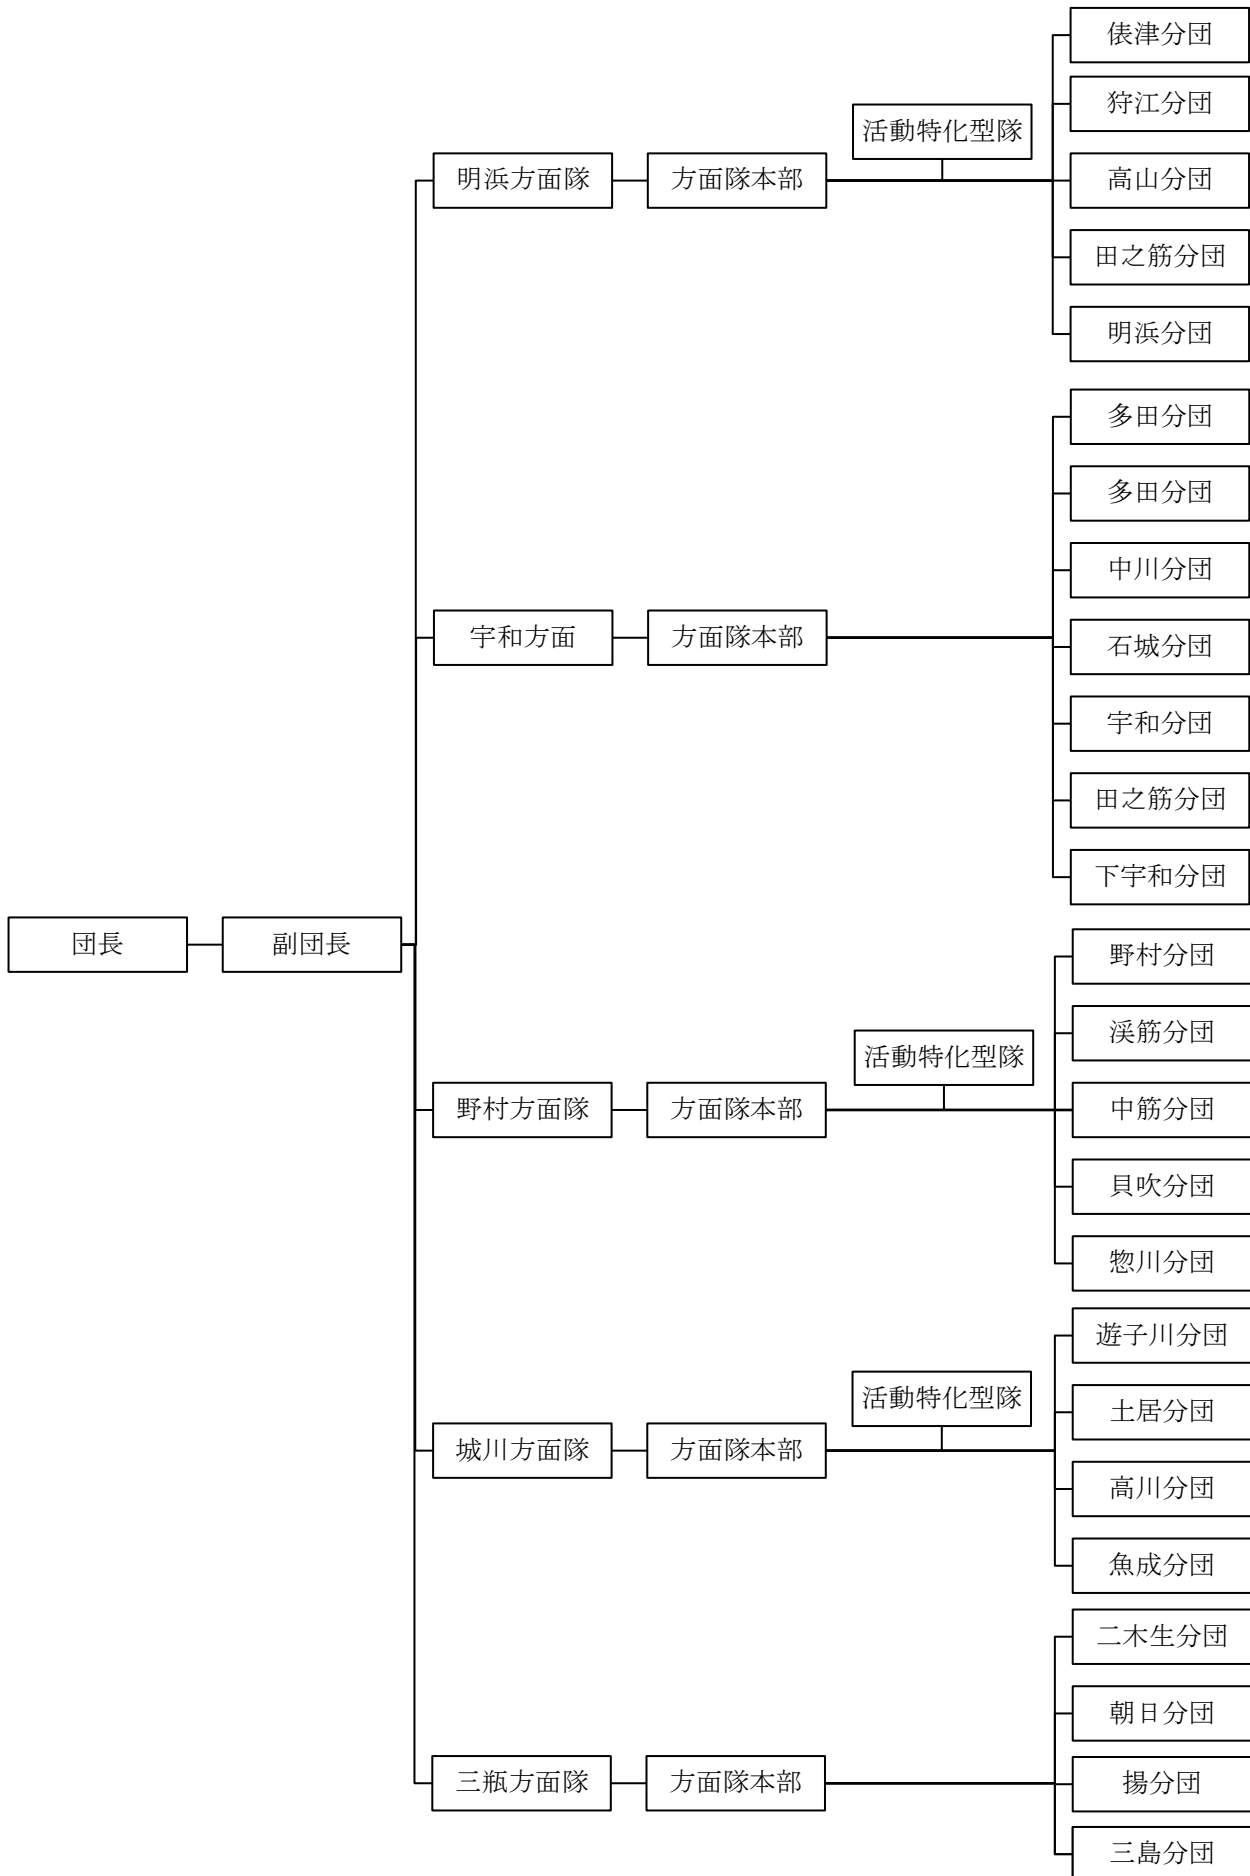 団長
副団長
明浜方面隊
方面隊本部
活動特化型隊
俵津分団
狩江分団
高山分団
田之筋分団
明浜分団
宇和方面
方面隊本部
多田分団
多田分団
中川分団
石城分団
宇和分団
田之筋分団
下宇和分団
野村方面隊
方面隊本部
活動特化型隊
野村分団
渓筋分団
中筋分団
貝吹分団
惣川分団
城川方面隊
方面隊本部
活動特化型隊
遊子川分団
土居分団
高川分団
魚成分団
三瓶方面隊
方面隊本部
二木生分団
朝日分団
揚分団
三島分団